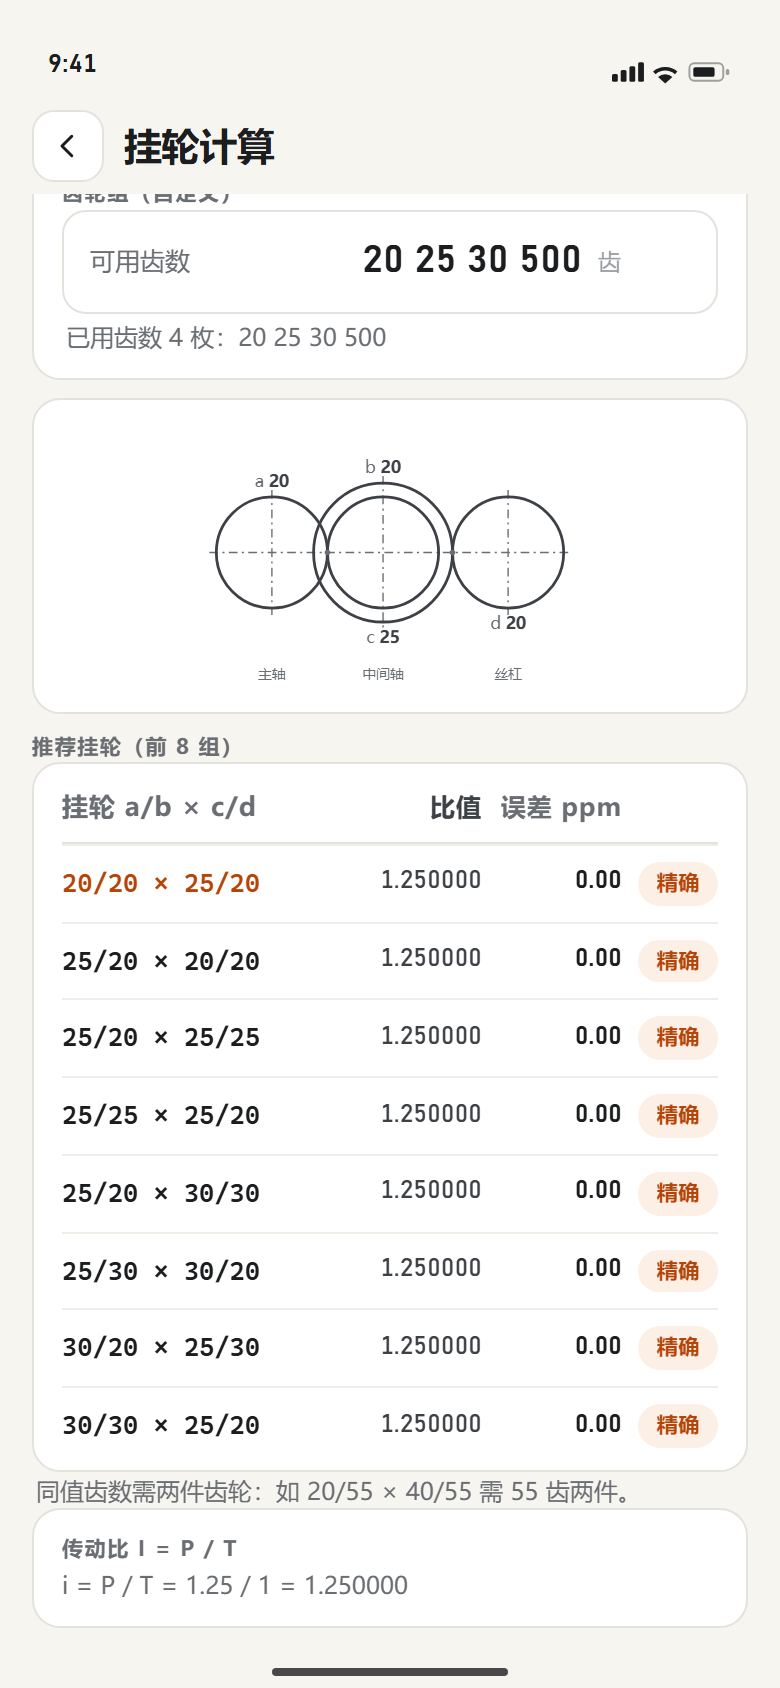 9:41
挂轮计算
齿轮组（自定义）
可用齿数 20 25 30 500 齿
已用齿数 4 枚：20 25 30 500
a 20
b 20
c 25
d 20
主轴 中间轴 丝杠
推荐挂轮（前 8 组）
挂轮 a/b × c/d 比值 误差 ppm
20/20 × 25/20 1.250000 0.00 精确
25/20 × 20/20 1.250000 0.00 精确
25/20 × 25/25 1.250000 0.00 精确
25/25 × 25/20 1.250000 0.00 精确
25/20 × 30/30 1.250000 0.00 精确
25/30 × 30/20 1.250000 0.00 精确
30/20 × 25/30 1.250000 0.00 精确
30/30 × 25/20 1.250000 0.00 精确
同值齿数需两件齿轮：如 20/55 × 40/55 需 55 齿两件。
传动比 I = P / T
i = P / T = 1.25 / 1 = 1.250000